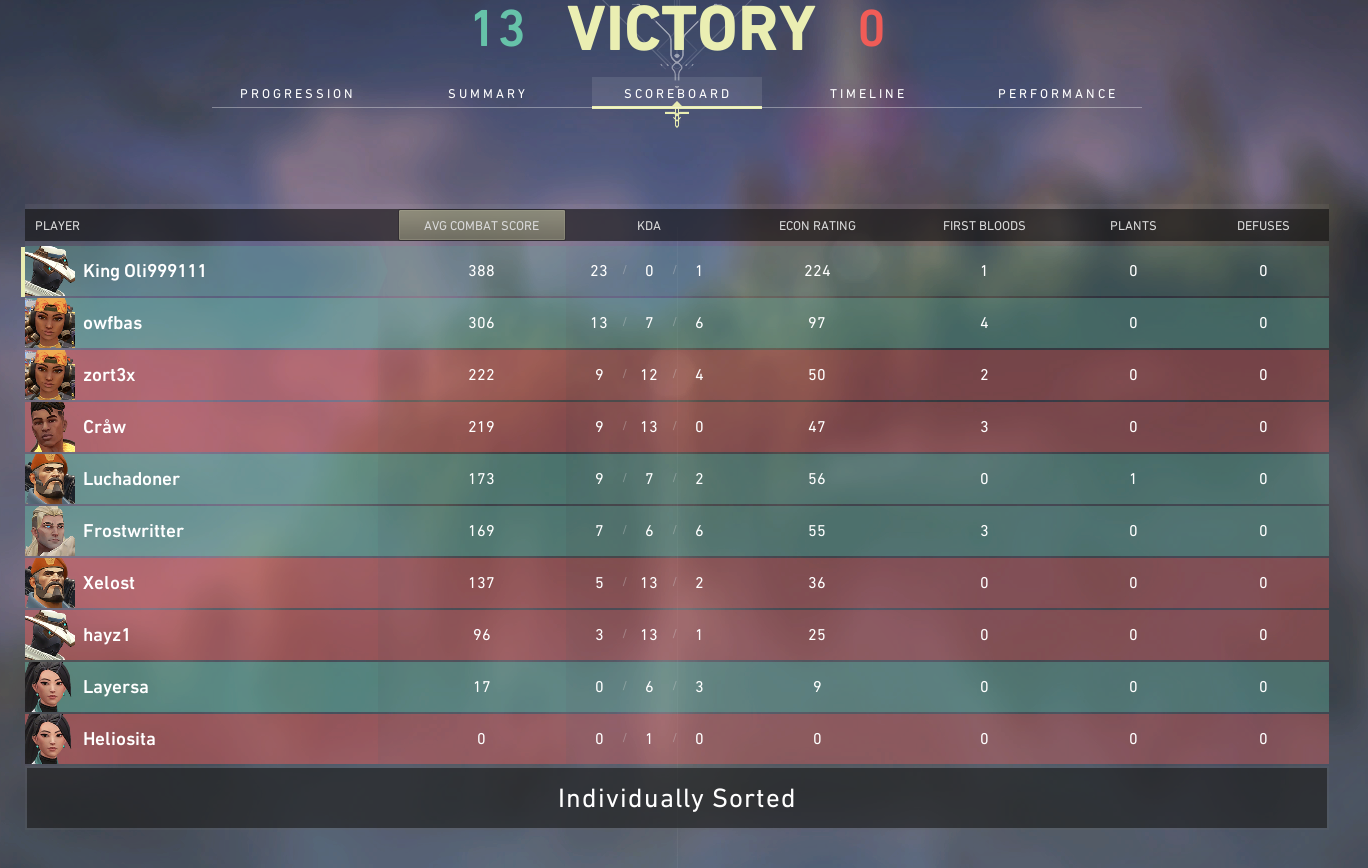 13 VICTORY 0
PROGRESSION SUMMARY SCOREBOARD TIMELINE PERFORMANCE
PLAYER AVG COMBAT SCORE KDA ECON RATING FIRST BLOODS PLANTS DEFUSES
King Oli999111 388 23 / 0 / 1 224 1 0 0
owfbas 306 13 / 7 / 6 97 4 0 0
zort3x 222 9 / 12 / 4 50 2 0 0
Cråw 219 9 / 13 / 0 47 3 0 0
Luchadoner 173 9 / 7 / 2 56 0 1 0
Frostwritter 169 7 / 6 / 6 55 3 0 0
Xelost 137 5 / 13 / 2 36 0 0 0
hayz1 96 3 / 13 / 1 25 0 0 0
Layersa 17 0 / 6 / 3 9 0 0 0
Heliosita 0 0 / 1 / 0 0 0 0 0
Individually Sorted